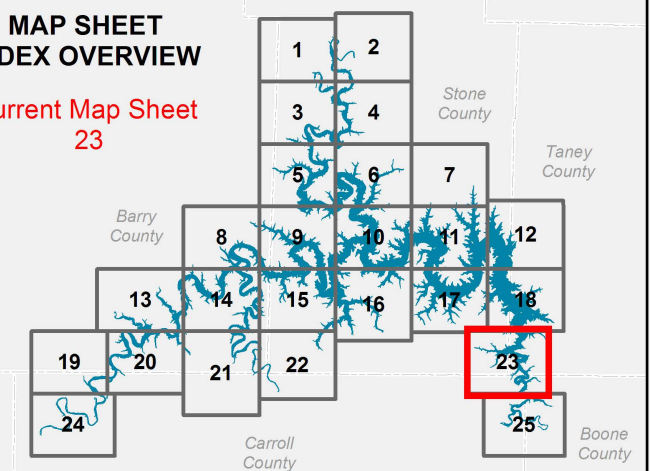 MAP SHEET
DEX OVERVIEW
urrent Map Sheet
23
1
2
Stone
County
3
4
Taney
County
5
6
7
Barry
County
8
9
10
11
12
13
14
15
16
17
18
19
20
21
22
23
24
25
Boone
County
Carroll
County